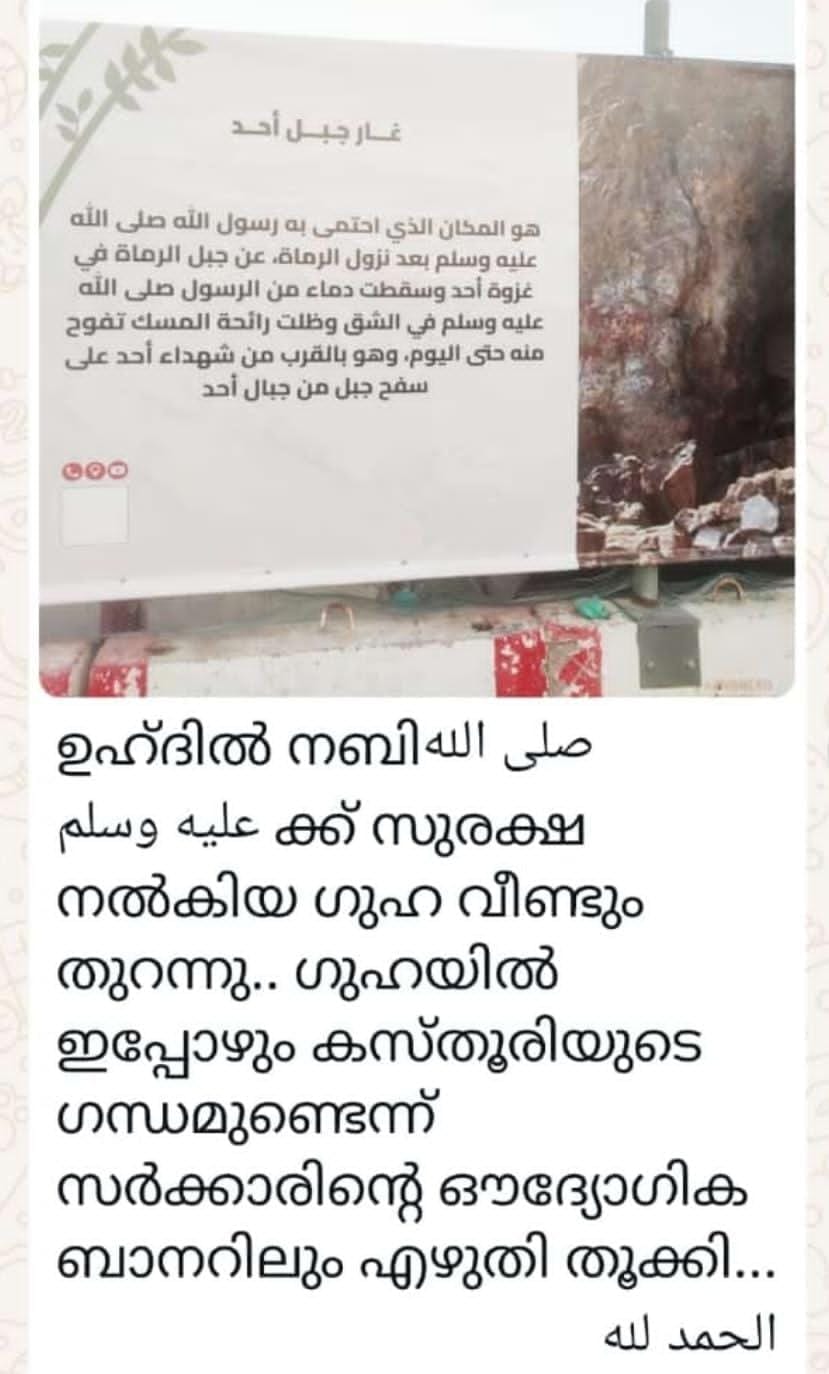 غار جبل أحد
هو المكان الذي احتمى به رسول الله صلى الله
عليه وسلم بعد نزول الرماة، عن جبل الرماة في
غزوة أحد وسقطت دماء من الرسول صلى الله
عليه وسلم في الشق وظلت رائحة المسك تفوح
منه حتى اليوم، وهو بالقرب من شهداء أحد على
سفح جبل من جبال أحد
ഉഹ്ദിൽ നബിصلى الله
عليه وسلم ക്ക് സുരക്ഷ
നൽകിയ ഗുഹ വീണ്ടും
തുറന്നു.. ഗുഹയിൽ
ഇപ്പോഴും കസ്തൂരിയുടെ
ഗന്ധമുണ്ടെന്ന്
സർക്കാരിന്റെ ഔദ്യോഗിക
ബാനറിലും എഴുതി തൂക്കി...
الحمد لله